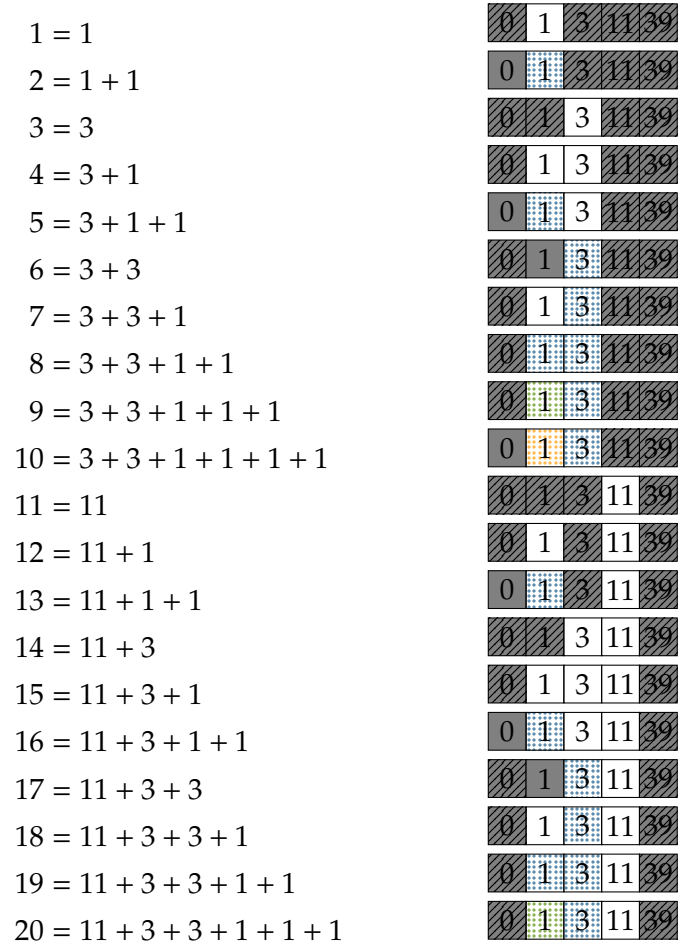 1 = 1 0 1 3 11 39
2 = 1 + 1 0 1 3 11 39
3 = 3 0 1 3 11 39
4 = 3 + 1 0 1 3 11 39
5 = 3 + 1 + 1 0 1 3 11 39
6 = 3 + 3 0 1 3 11 39
7 = 3 + 3 + 1 0 1 3 11 39
8 = 3 + 3 + 1 + 1 0 1 3 11 39
9 = 3 + 3 + 1 + 1 + 1 0 1 3 11 39
10 = 3 + 3 + 1 + 1 + 1 + 1 0 1 3 11 39
11 = 11 0 1 3 11 39
12 = 11 + 1 0 1 3 11 39
13 = 11 + 1 + 1 0 1 3 11 39
14 = 11 + 3 0 1 3 11 39
15 = 11 + 3 + 1 0 1 3 11 39
16 = 11 + 3 + 1 + 1 0 1 3 11 39
17 = 11 + 3 + 3 0 1 3 11 39
18 = 11 + 3 + 3 + 1 0 1 3 11 39
19 = 11 + 3 + 3 + 1 + 1 0 1 3 11 39
20 = 11 + 3 + 3 + 1 + 1 + 1 0 1 3 11 39